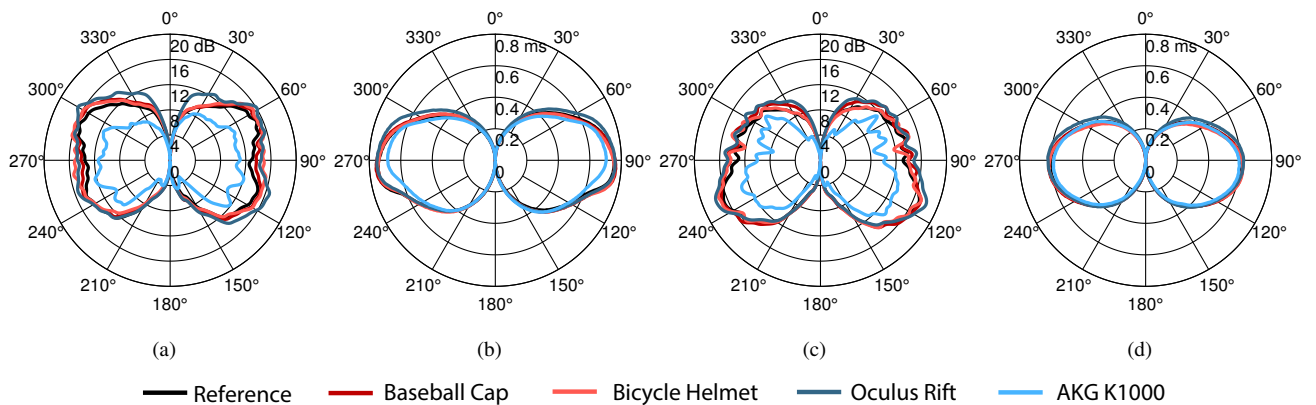 0° 0° 0° 0°
330° 20 dB 30° 330° 0.8 ms 30° 330° 20 dB 30° 330° 0.8 ms 30°
300° 16 60° 300° 0.6 60° 300° 16 60° 300° 0.6 60°
12 0.4 12 0.4
8 0.2 8 0.2
4 4
270° 0 90° 270° 0 90° 270° 0 90° 270° 0 90°
240° 120° 240° 120° 240° 120° 240° 120°
210° 150° 210° 150° 210° 150° 210° 150°
180° 180° 180° 180°
(a) (b) (c) (d)
Reference Baseball Cap Bicycle Helmet Oculus Rift AKG K1000